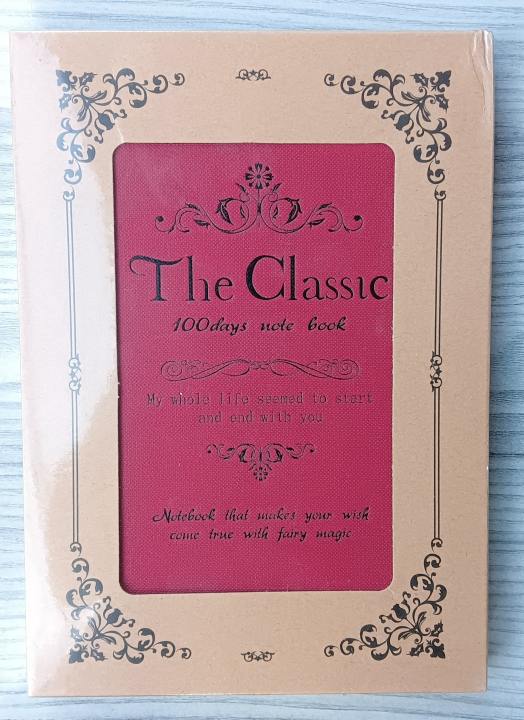 The Classic
100days note book
My whole life seemed to start
and end with you
Notebook that makes your wish
come true with fairy magic